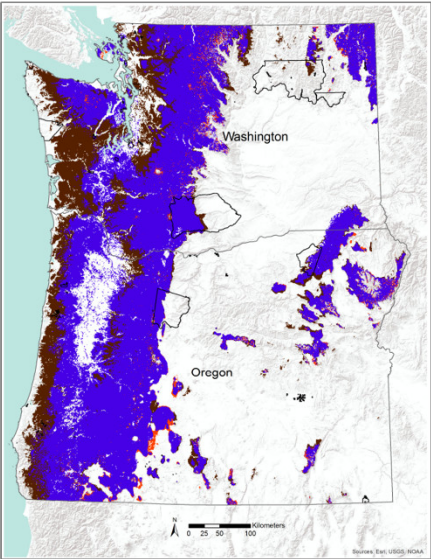 Washington
Oregon
N
Kilometers
0 25 50 100
Sources: Esri, USGS, NOAA